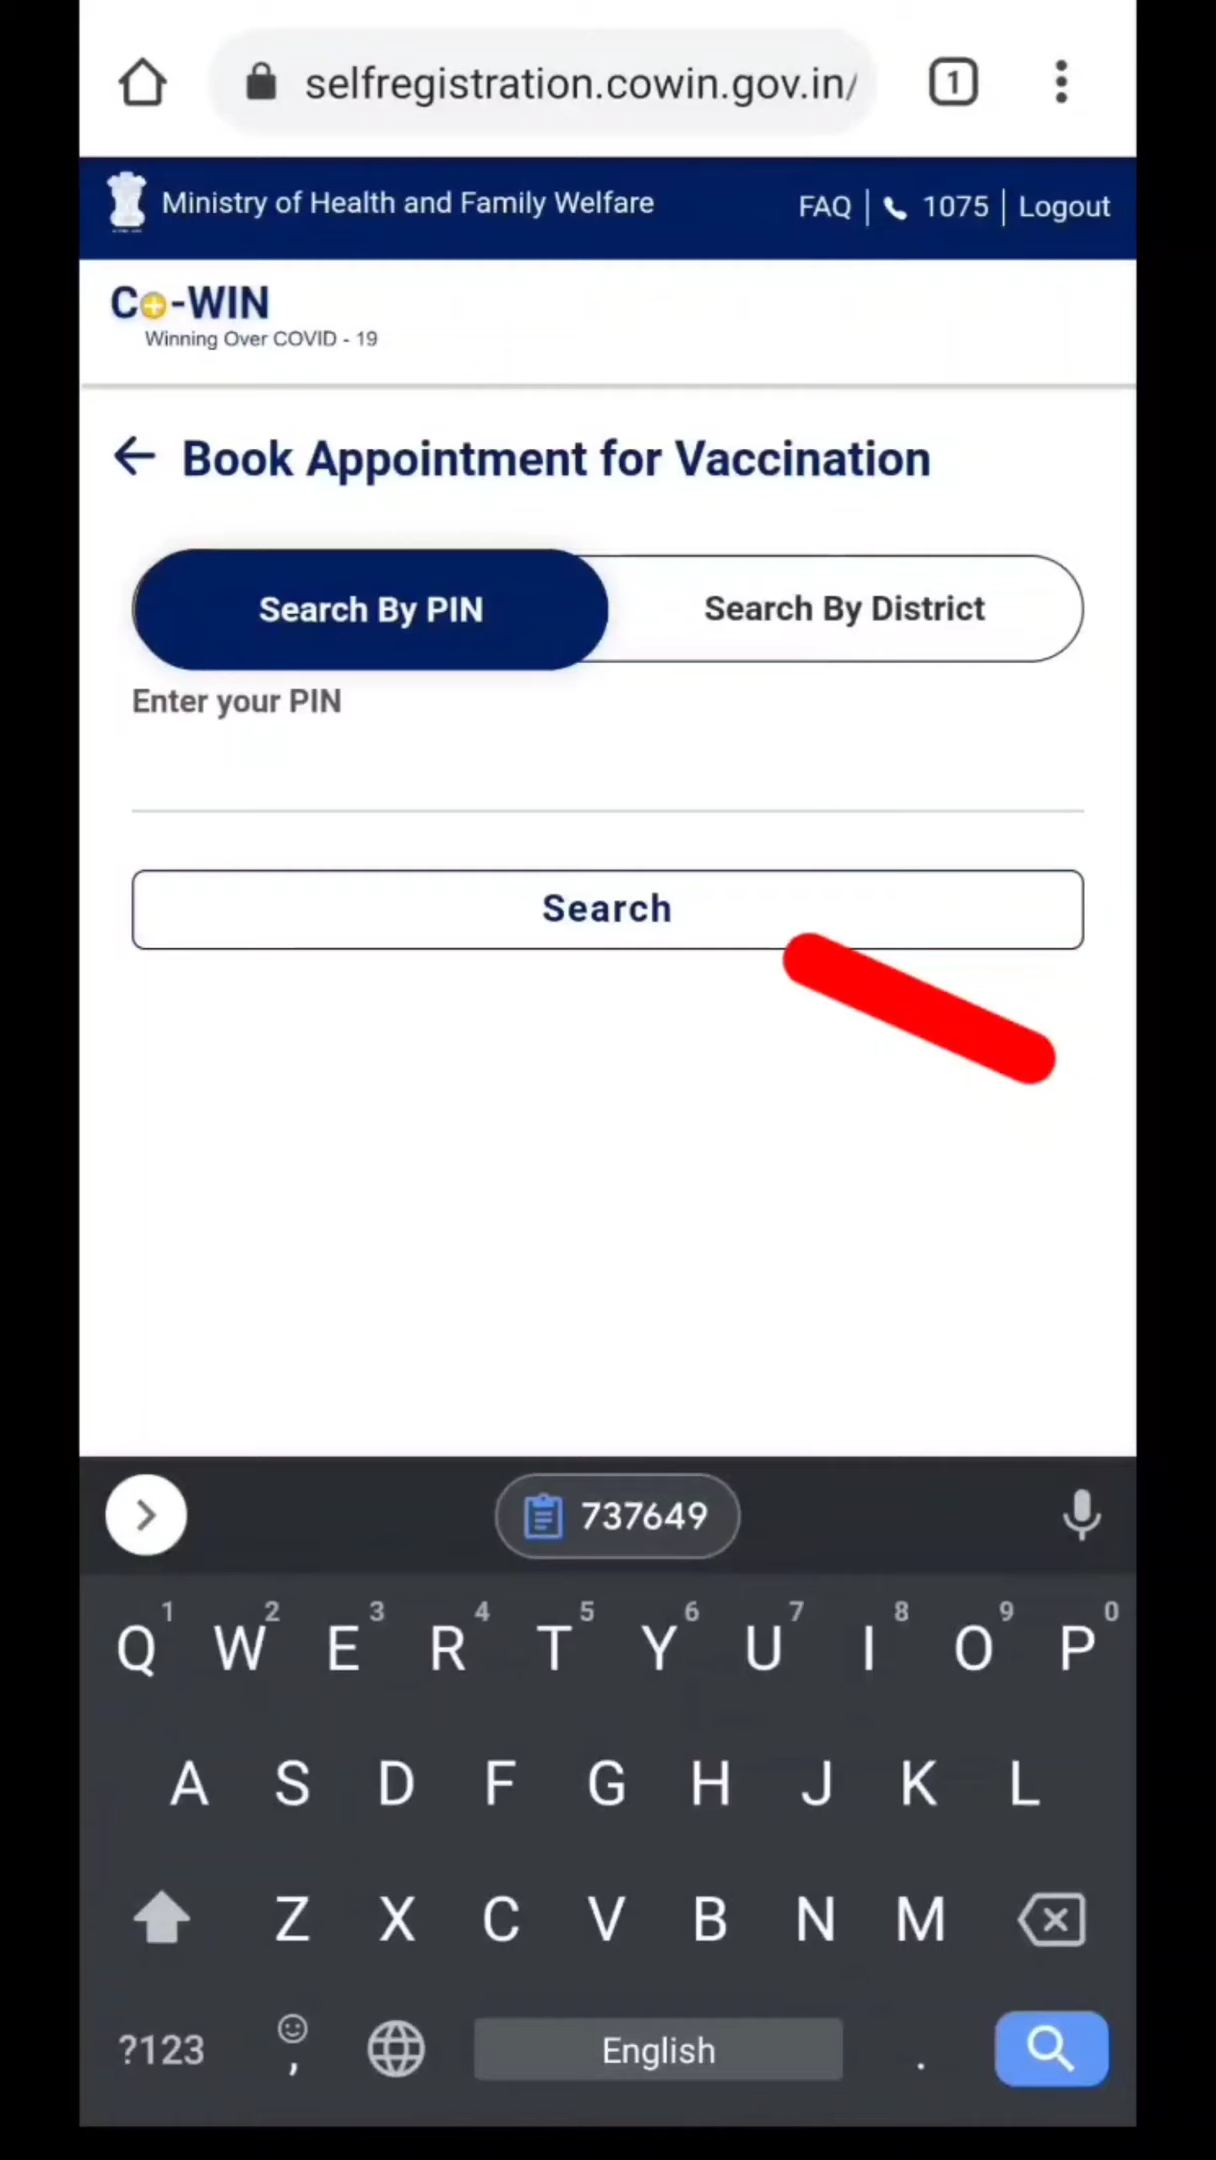 selfregistration.cowin.gov.in/ 1
Ministry of Health and Family Welfare FAQ | 1075 | Logout
Co-WIN
Winning Over COVID - 19
Book Appointment for Vaccination
Search By PIN Search By District
Enter your PIN
Search
737649
1 2 3 4 5 6 7 8 9 0
Q W E R T Y U I O P
A S D F G H J K L
Z X C V B N M
?123 , English .